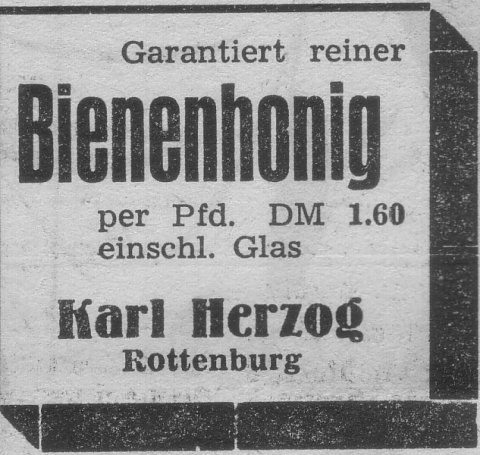 Garantiert reiner
Bienenhonig
per Pfd. DM 1.60
einschl. Glas
Karl Herzog
Rottenburg